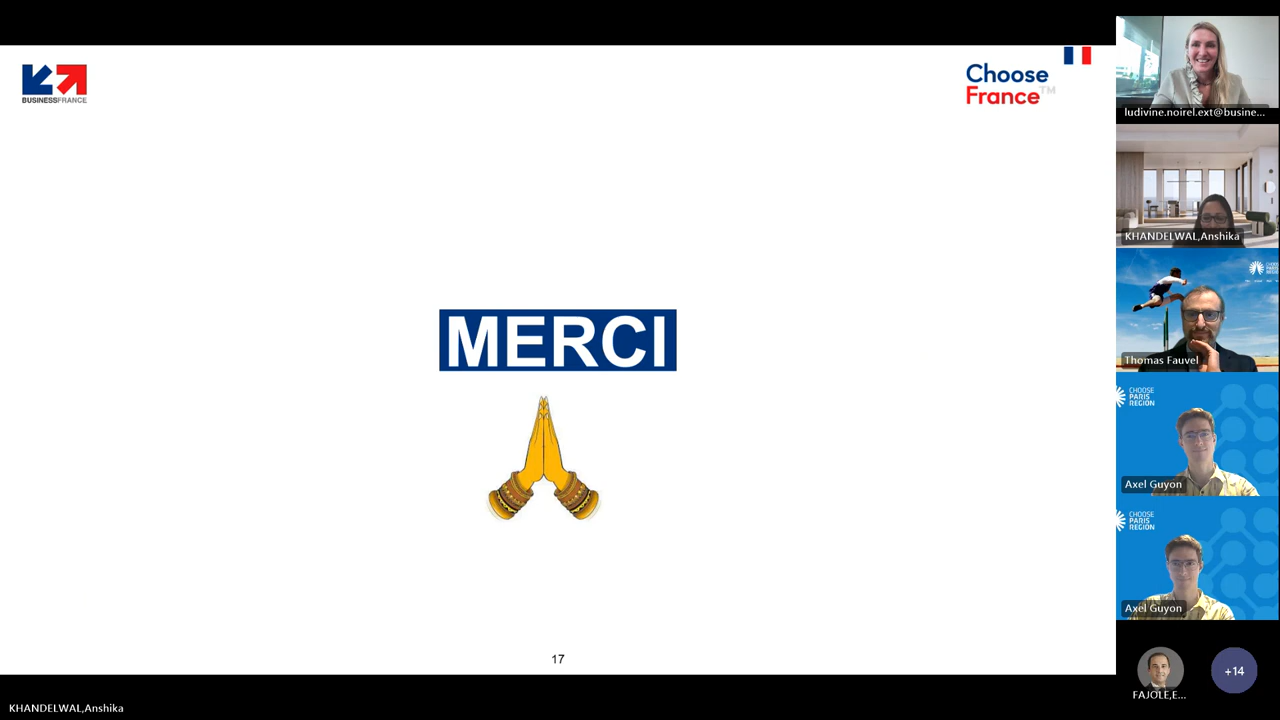 BUSINESSFRANCE
Choose
France™
MERCI
17
KHANDELWAL,Anshika
ludivine.noirel.ext@busine...
KHANDELWAL,Anshika
Thomas Fauvel
CHOOSE
PARIS
REGION
Axel Guyon
CHOOSE
PARIS
REGION
Axel Guyon
FAJOLE,E...
+14